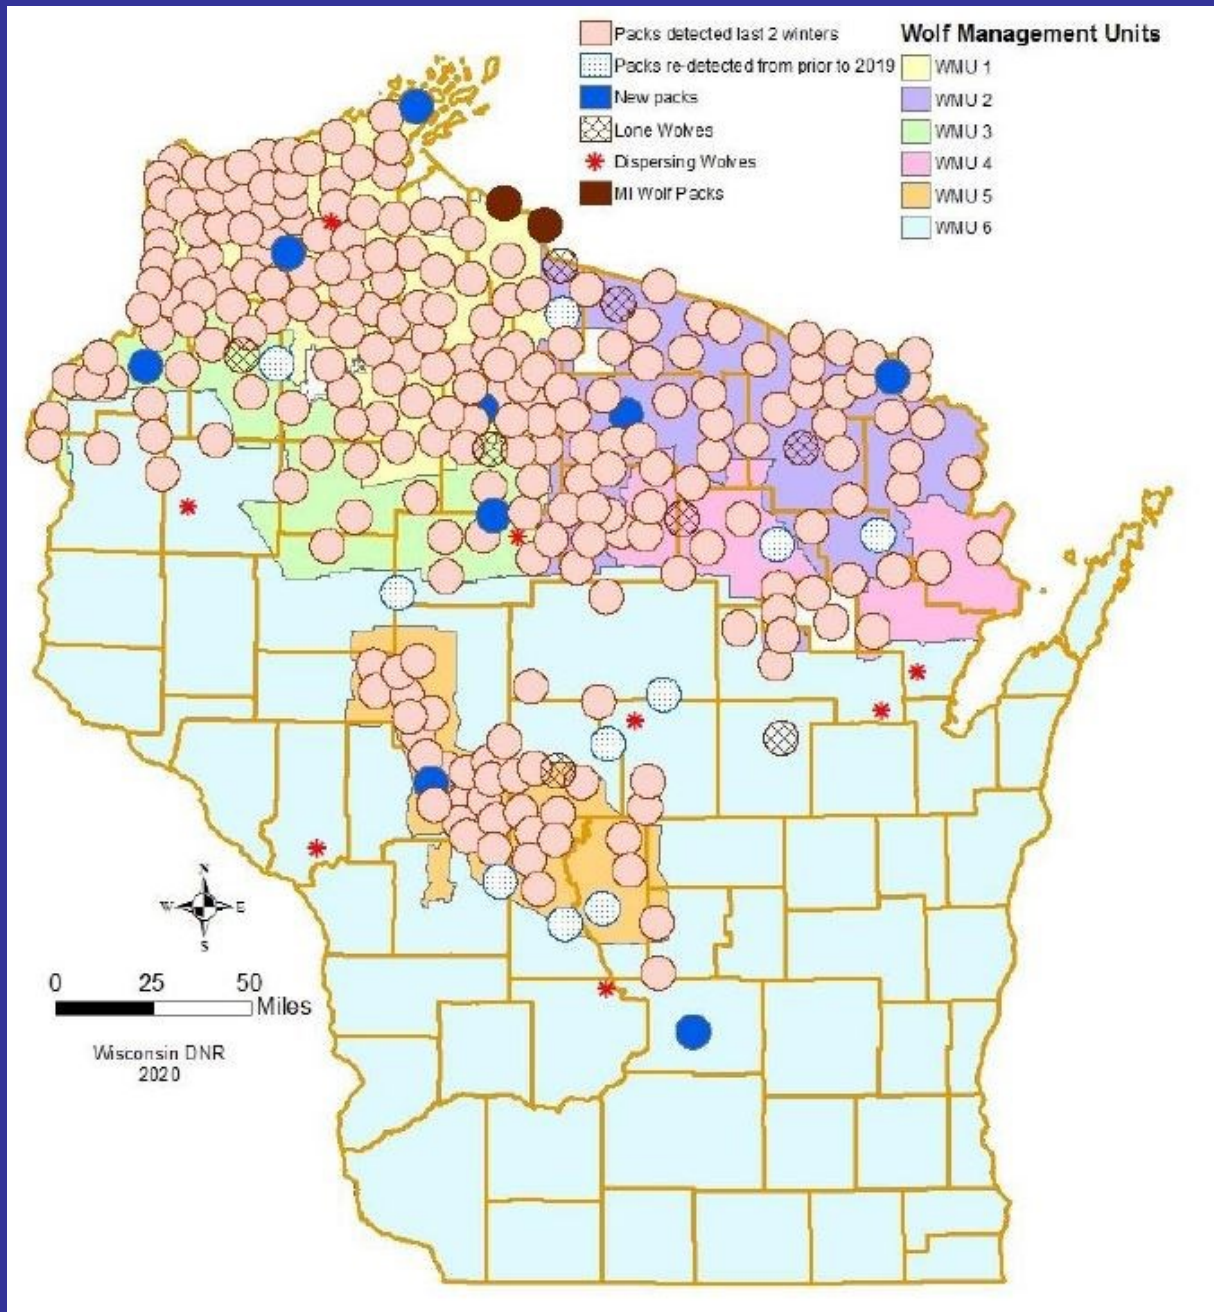 Packs detected last 2 winters
Packs re-detected from prior to 2019
New packs
Lone Wolves
Dispersing Wolves
MI Wolf Packs
Wolf Management Units
WMU 1
WMU 2
WMU 3
WMU 4
WMU 5
WMU 6
N
W
E
S
0 25 50
Miles
Wisconsin DNR
2020